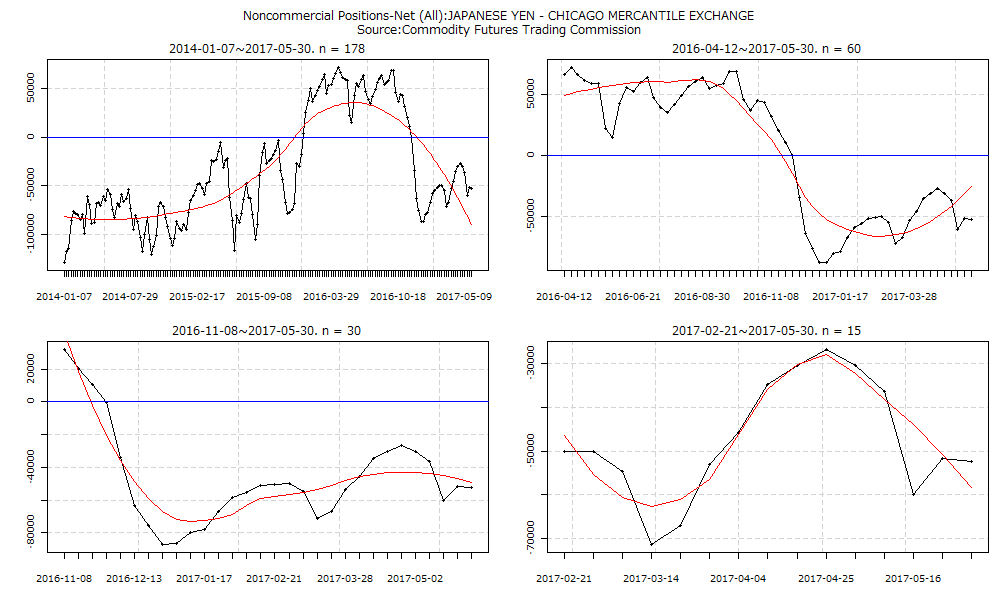 Noncommercial Positions-Net (All):JAPANESE YEN - CHICAGO MERCANTILE EXCHANGE
Source:Commodity Futures Trading Commission
2014-01-07~2017-05-30. n = 178
50000
0
-50000
-100000
2014-01-07 2014-07-29 2015-02-17 2015-09-08 2016-03-29 2016-10-18 2017-05-09
2016-04-12~2017-05-30. n = 60
50000
0
-50000
2016-04-12 2016-06-21 2016-08-30 2016-11-08 2017-01-17 2017-03-28
2016-11-08~2017-05-30. n = 30
20000
0
-40000
-80000
2016-11-08 2016-12-13 2017-01-17 2017-02-21 2017-03-28 2017-05-02
2017-02-21~2017-05-30. n = 15
-30000
-50000
-70000
2017-02-21 2017-03-14 2017-04-04 2017-04-25 2017-05-16